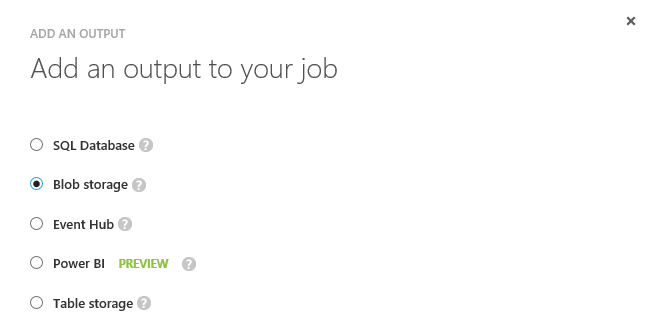 ADD AN OUTPUT
Add an output to your job
SQL Database ?
Blob storage ?
Event Hub ?
Power BI PREVIEW ?
Table storage ?